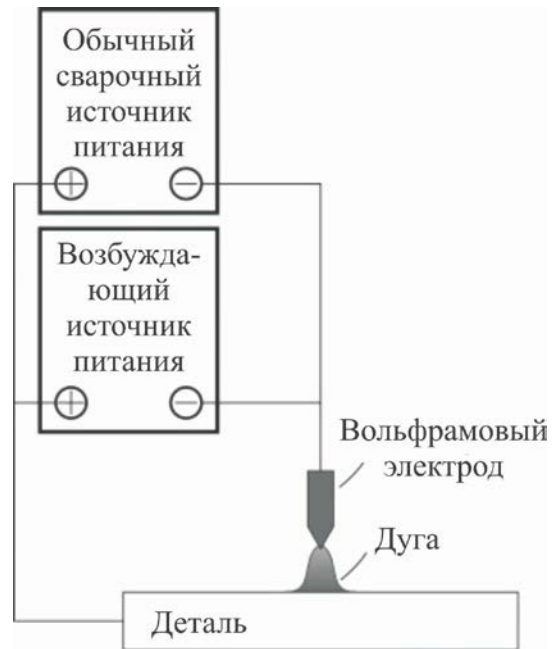 Обычный
сварочный
источник
питания
+ −
Возбужда-
ющий
источник
питания
+ −
Вольфрамовый
электрод
Дуга
Деталь